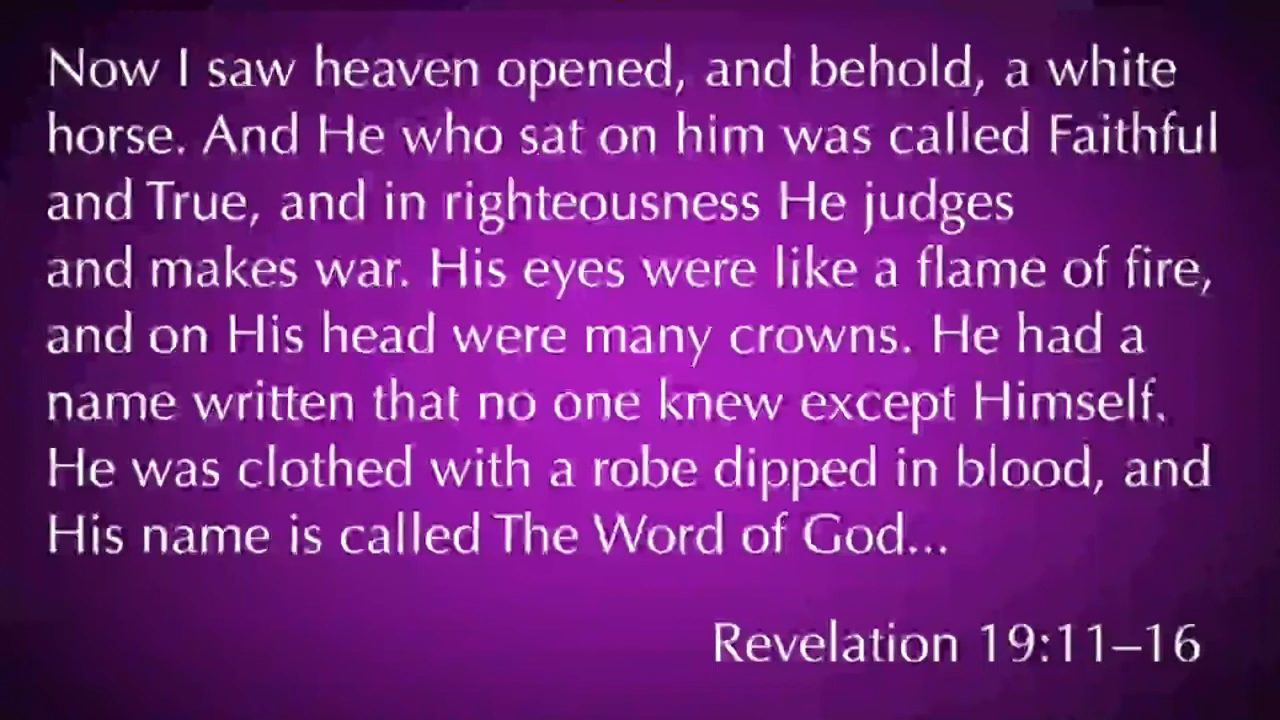 Now I saw heaven opened, and behold, a white
horse. And He who sat on him was called Faithful
and True, and in righteousness He judges
and makes war. His eyes were like a flame of fire,
and on His head were many crowns. He had a
name written that no one knew except Himself.
He was clothed with a robe dipped in blood, and
His name is called The Word of God...
Revelation 19:11–16